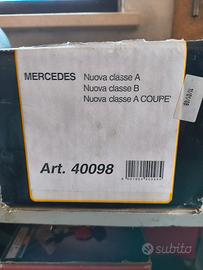 MERCEDES Nuova classe A
Nuova classe B
Nuova classe A COUPE'
Art. 40098
subito